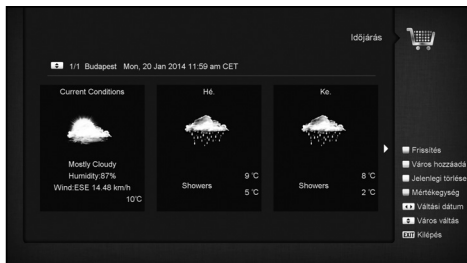 Időjárás
1/1 Budapest Mon, 20 Jan 2014 11:59 am CET
Current Conditions
Mostly Cloudy
Humidity:87%
Wind:ESE 14.48 km/h
10°C
Hé.
Showers
9 °C
5 °C
Ke.
Showers
8 °C
2 °C
Frissítés
Város hozzáadá
Jelenlegi törlése
Mértékegység
Váltási dátum
Város váltás
EXIT Kilépés